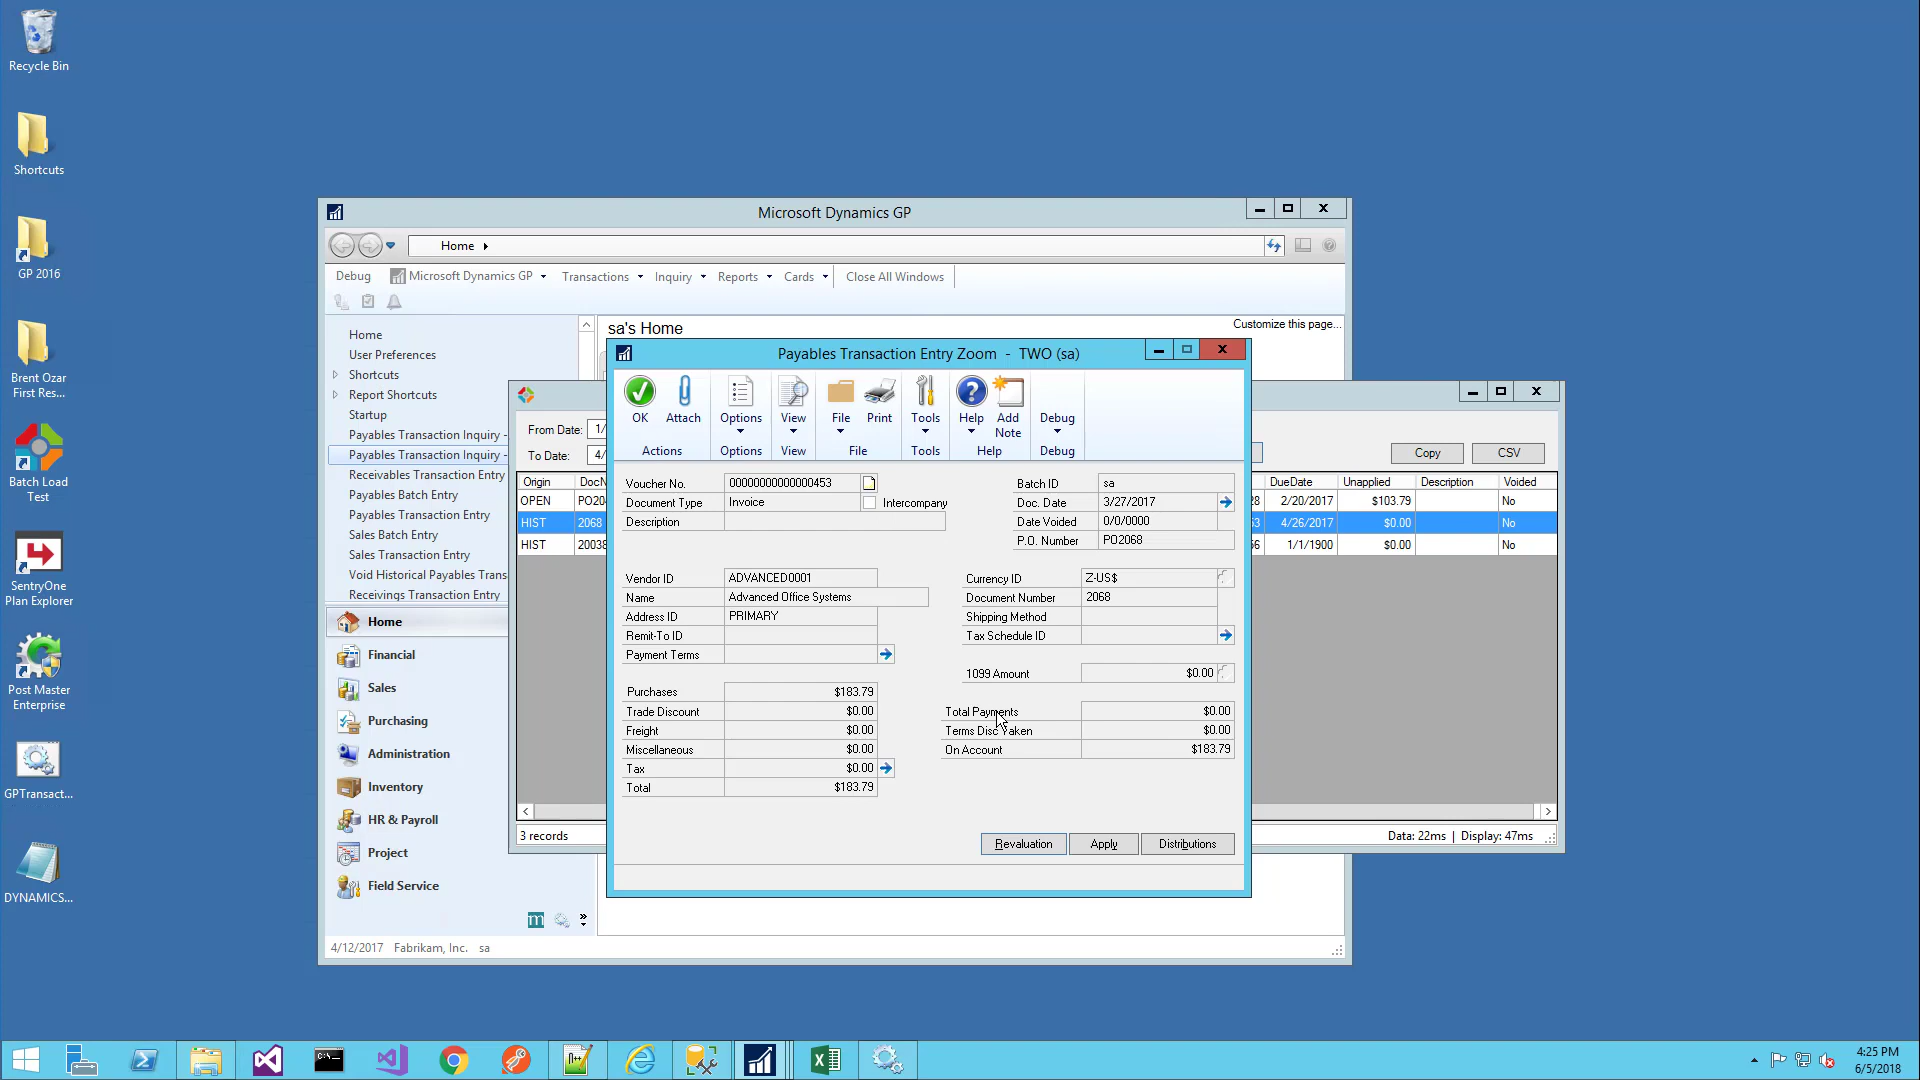 Recycle Bin
Shortcuts
GP 2016
Brent Ozar
First Res...
Batch Load
Test
SentryOne
Plan Explorer
Post Master
Enterprise
GPTransact...
DYNAMICS...
Microsoft Dynamics GP
Home
Debug Microsoft Dynamics GP Transactions Inquiry Reports Cards Close All Windows
Home
User Preferences
Shortcuts
Report Shortcuts
Startup
Payables Transaction Inquiry -
Payables Transaction Inquiry -
Receivables Transaction Entry
Payables Batch Entry
Payables Transaction Entry
Sales Batch Entry
Sales Transaction Entry
Void Historical Payables Trans
Receivings Transaction Entry
Home
Financial
Sales
Purchasing
Administration
Inventory
HR & Payroll
Project
Field Service
4/12/2017 Fabrikam, Inc. sa
sa's Home
Customize this page...
From Date: 1/
To Date: 4/
Copy CSV
Origin DocN DueDate Unapplied Description Voided
OPEN PO20 28 2/20/2017 $103.79 No
HIST 2068 53 4/26/2017 $0.00 No
HIST 20038 56 1/1/1900 $0.00 No
3 records
Data: 22ms | Display: 47ms
Payables Transaction Entry Zoom - TWO (sa)
OK Attach Options View File Print Tools Help Add Note Debug
Actions Options View File Tools Help Debug
Voucher No. 00000000000000453
Document Type Invoice Intercompany
Description
Batch ID sa
Doc. Date 3/27/2017
Date Voided 0/0/0000
P.O. Number PO2068
Vendor ID ADVANCED0001
Name Advanced Office Systems
Address ID PRIMARY
Remit-To ID
Payment Terms
Currency ID Z-US$
Document Number 2068
Shipping Method
Tax Schedule ID
1099 Amount $0.00
Purchases $183.79
Trade Discount $0.00
Freight $0.00
Miscellaneous $0.00
Tax $0.00
Total $183.79
Total Payments $0.00
Terms Disc Taken $0.00
On Account $183.79
Revaluation Apply Distributions
4:25 PM
6/5/2018